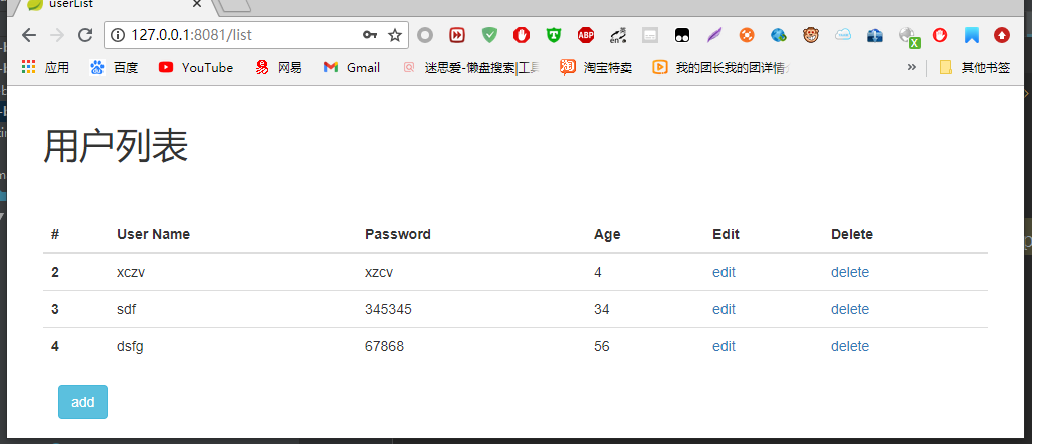 userList
127.0.0.1:8081/list
应用 百度 YouTube 网易 Gmail 迷思爱-懒盘搜索‖工具 淘宝特卖 我的团长我的团详情 » 其他书签
用户列表
# User Name Password Age Edit Delete
2 xczv xzcv 4 edit delete
3 sdf 345345 34 edit delete
4 dsfg 67868 56 edit delete
add